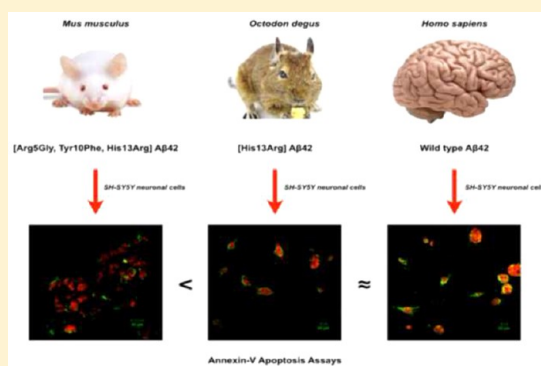 Mus musculus
Octodon degus
Homo sapiens
[Arg5Gly, Tyr10Phe, His13Arg] Aβ42
[His13Arg] Aβ42
Wild type Aβ42
SH-SY5Y neuronal cells
SH-SY5Y neuronal cells
SH-SY5Y neuronal cell
<
≈
Annexin-V Apoptosis Assays